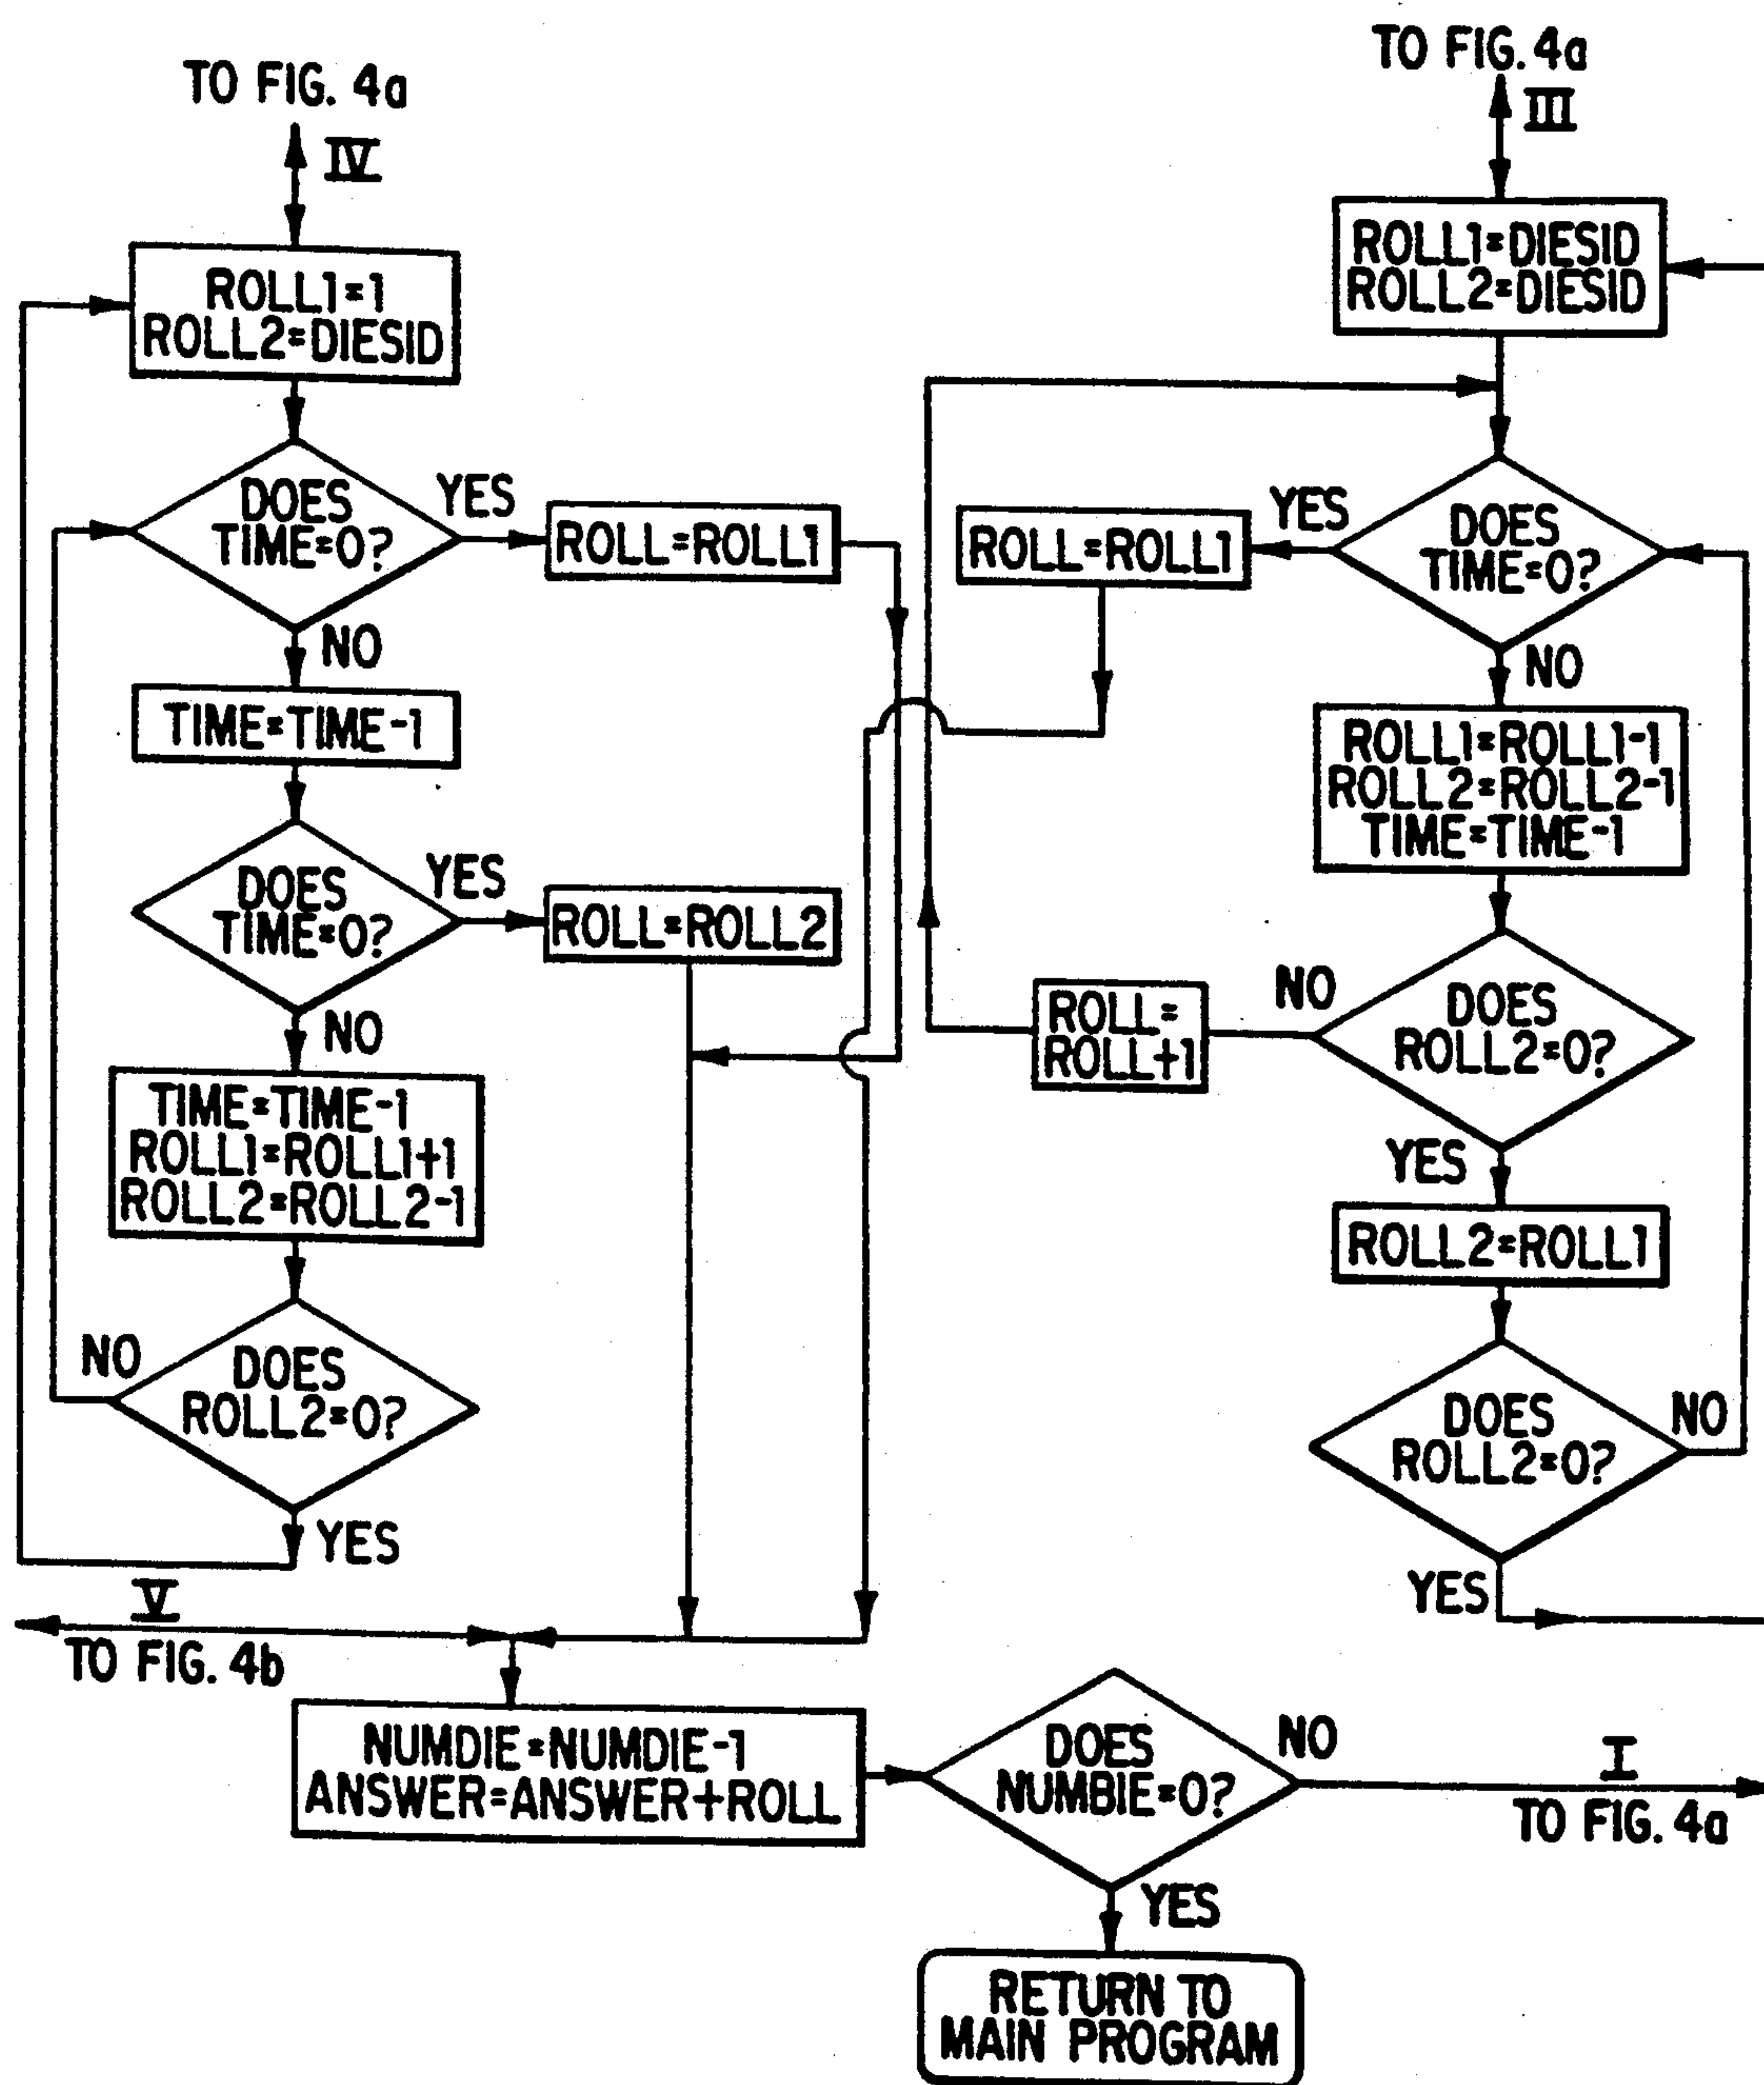 TO FIG. 4a
IV
ROLL1=1
ROLL2=DIESID
DOES
TIME=0?
YES
ROLL=ROLL1
NO
TIME=TIME-1
DOES
TIME=0?
YES
ROLL=ROLL2
NO
TIME=TIME-1
ROLL1=ROLL1+1
ROLL2=ROLL2-1
NO
DOES
ROLL2=0?
YES
V
TO FIG. 4b
TO FIG. 4a
III
ROLL1=DIESID
ROLL2=DIESID
DOES
TIME=0?
YES
ROLL=ROLL1
NO
ROLL1=ROLL1-1
ROLL2=ROLL2-1
TIME=TIME-1
DOES
ROLL2=0?
NO
ROLL=
ROLL+1
YES
ROLL2=ROLL1
DOES
ROLL2=0?
NO
YES
NUMDIE=NUMDIE-1
ANSWER=ANSWER+ROLL
DOES
NUMBIE=0?
NO
I
TO FIG. 4a
YES
RETURN TO
MAIN PROGRAM